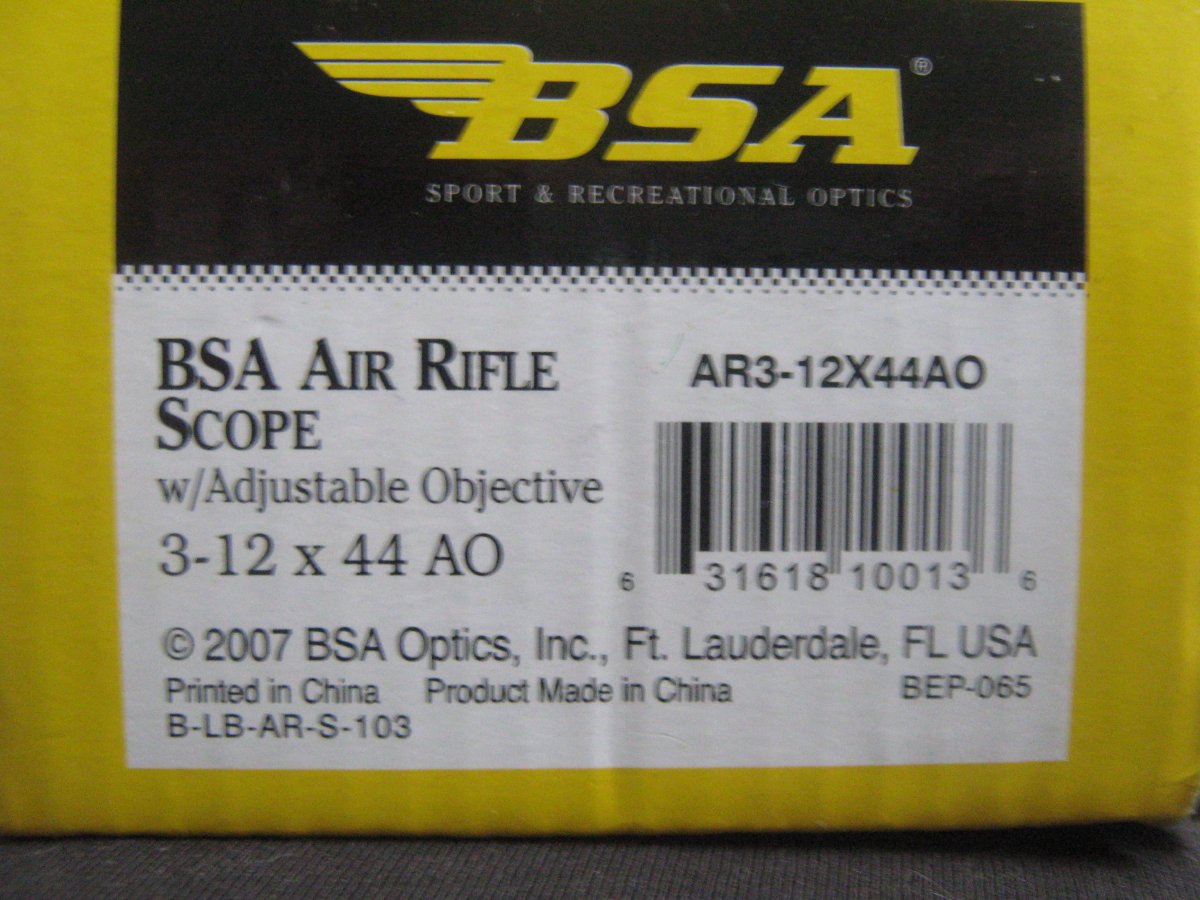 BSA®
SPORT & RECREATIONAL OPTICS
BSA AIR RIFLE
SCOPE
w/Adjustable Objective
3-12 x 44 AO
AR3-12X44AO
6 31618 10013 6
© 2007 BSA Optics, Inc., Ft. Lauderdale, FL USA
Printed in China Product Made in China BEP-065
B-LB-AR-S-103